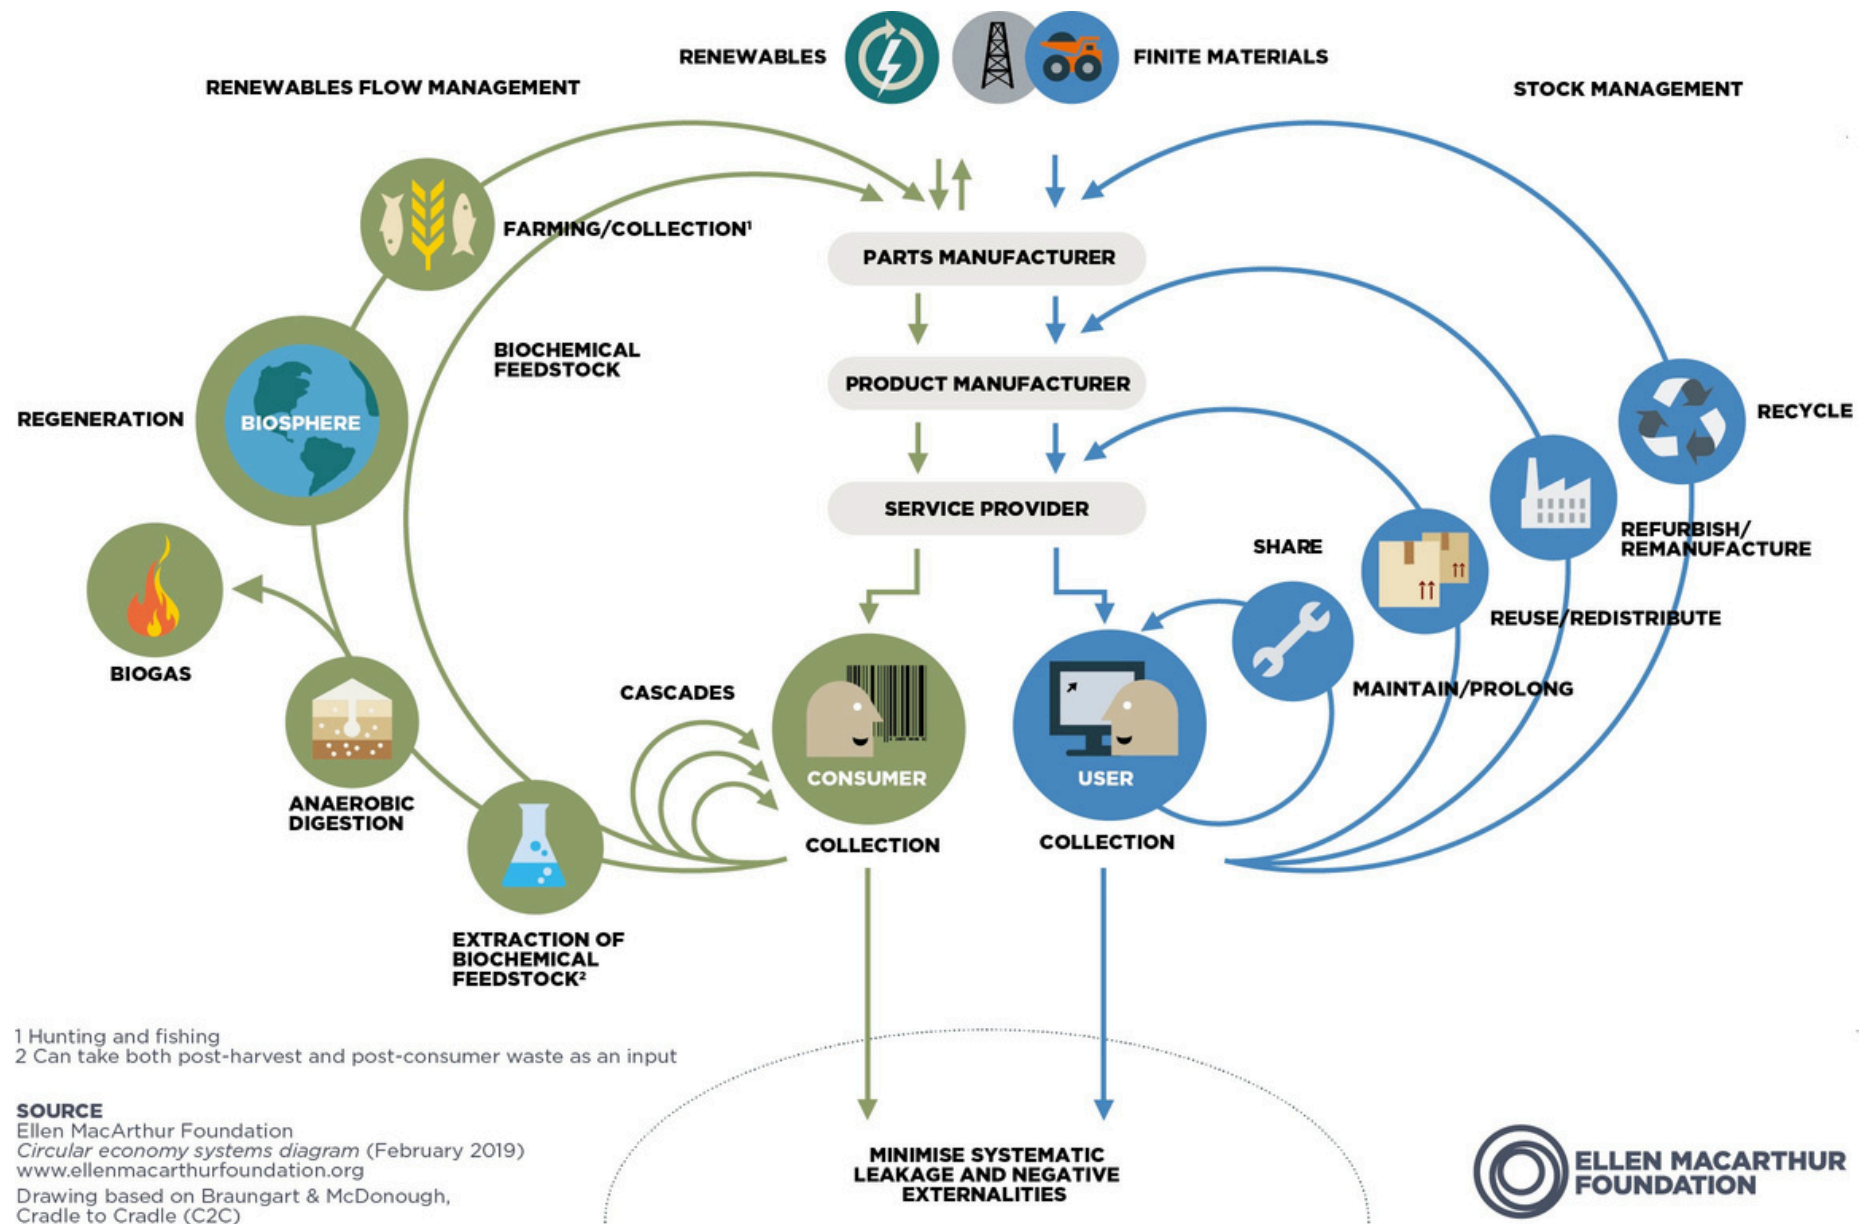 RENEWABLES
FINITE MATERIALS
RENEWABLES FLOW MANAGEMENT
STOCK MANAGEMENT
FARMING/COLLECTION¹
PARTS MANUFACTURER
BIOCHEMICAL
FEEDSTOCK
PRODUCT MANUFACTURER
REGENERATION
BIOSPHERE
RECYCLE
SERVICE PROVIDER
SHARE
REFURBISH/
REMANUFACTURE
REUSE/REDISTRIBUTE
BIOGAS
CASCADES
MAINTAIN/PROLONG
CONSUMER
USER
ANAEROBIC
DIGESTION
COLLECTION
COLLECTION
EXTRACTION OF
BIOCHEMICAL
FEEDSTOCK²
1 Hunting and fishing
2 Can take both post-harvest and post-consumer waste as an input
SOURCE
Ellen MacArthur Foundation
Circular economy systems diagram (February 2019)
www.ellenmacarthurfoundation.org
Drawing based on Braungart & McDonough,
Cradle to Cradle (C2C)
MINIMISE SYSTEMATIC
LEAKAGE AND NEGATIVE
EXTERNALITIES
ELLEN MACARTHUR
FOUNDATION